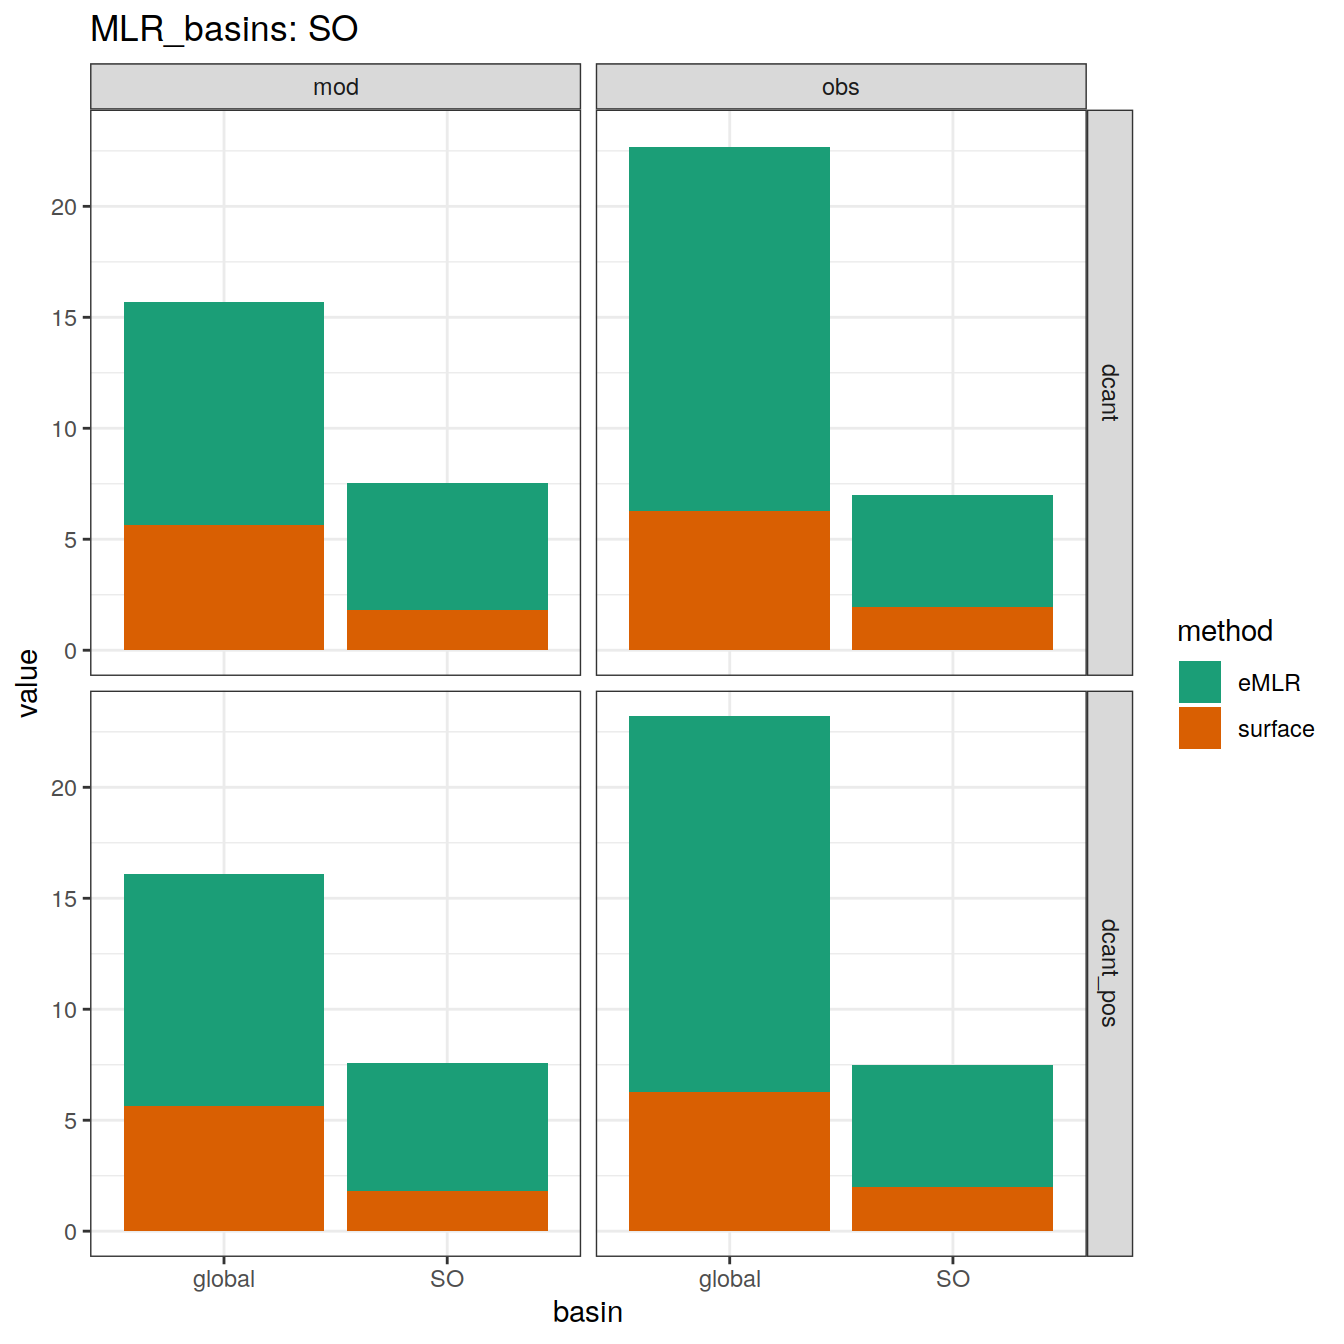 MLR_basins: SO
mod
obs
20
15
10
5
0
dcant
20
15
10
5
0
dcant_pos
value
global
SO
global
SO
basin
method
eMLR
surface